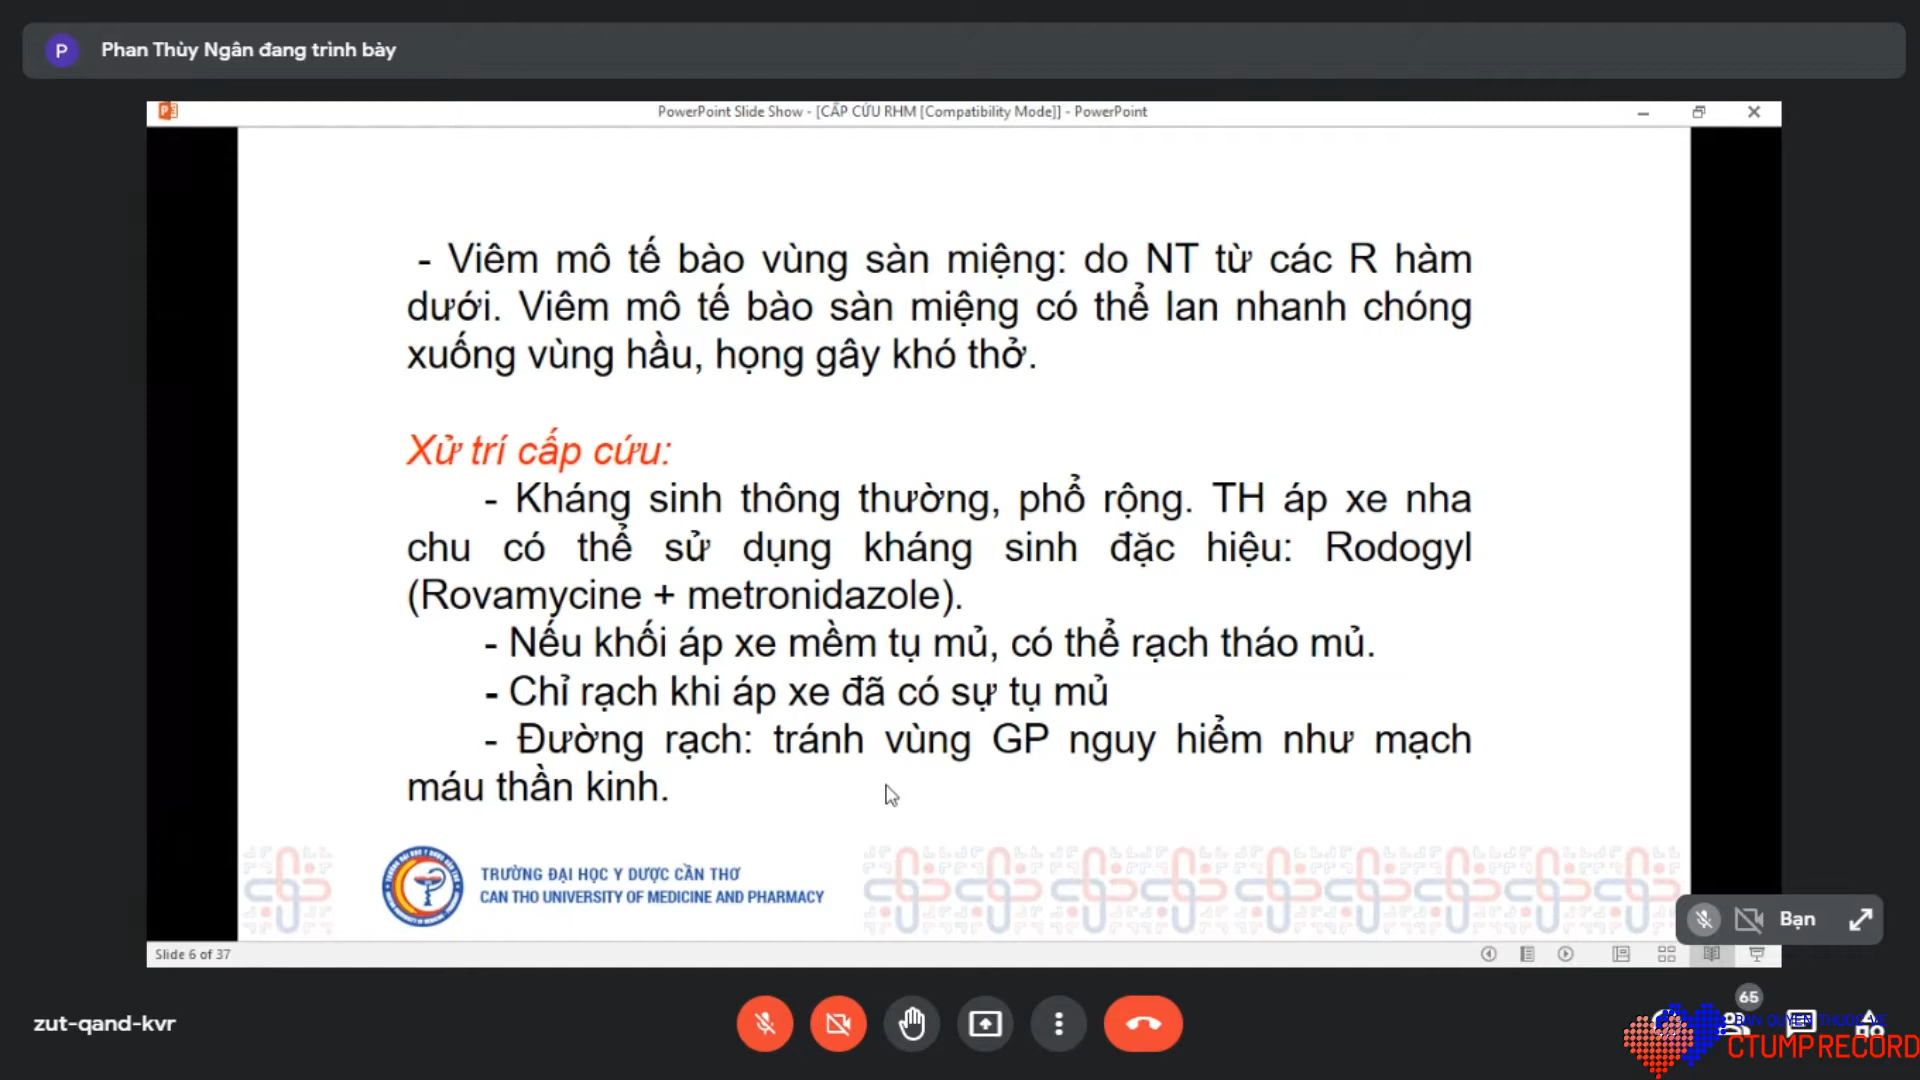 P
Phan Thùy Ngân đang trình bày
PowerPoint Slide Show - [CẤP CỨU RHM [Compatibility Mode]] - PowerPoint
- Viêm mô tế bào vùng sàn miệng: do NT từ các R hàm
dưới. Viêm mô tế bào sàn miệng có thể lan nhanh chóng
xuống vùng hầu, họng gây khó thở.
Xử trí cấp cứu:
- Kháng sinh thông thường, phổ rộng. TH áp xe nha
chu có thể sử dụng kháng sinh đặc hiệu: Rodogyl
(Rovamycine + metronidazole).
- Nếu khối áp xe mềm tụ mủ, có thể rạch tháo mủ.
- Chỉ rạch khi áp xe đã có sự tụ mủ
- Đường rạch: tránh vùng GP nguy hiểm như mạch
máu thần kinh.
TRƯỜNG ĐẠI HỌC Y DƯỢC CẦN THƠ
CAN THO UNIVERSITY OF MEDICINE AND PHARMACY
Bạn
Slide 6 of 37
65
zut-qand-kvr
BẢN QUYỀN THUỘC VỀ
CTUMP RECORD